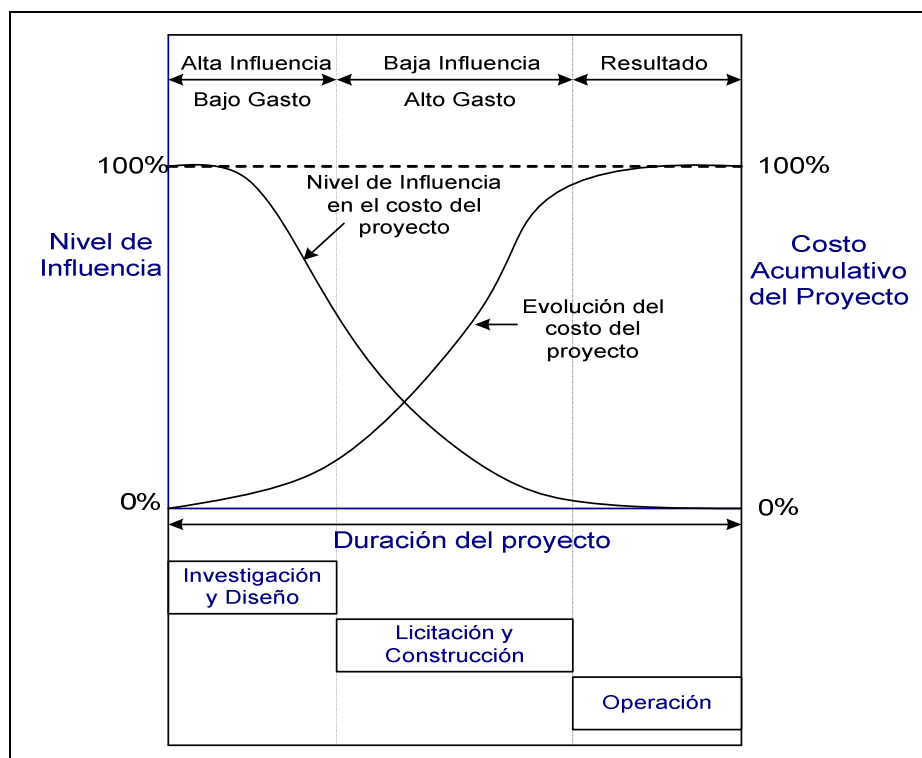 Alta Influencia
Bajo Gasto
Baja Influencia
Alto Gasto
Resultado
100%
100%
Nivel de Influencia
en el costo del
proyecto
Nivel de
Influencia
Costo
Acumulativo
del Proyecto
Evolución del
costo del
proyecto
0%
0%
Duración del proyecto
Investigación
y Diseño
Licitación y
Construcción
Operación